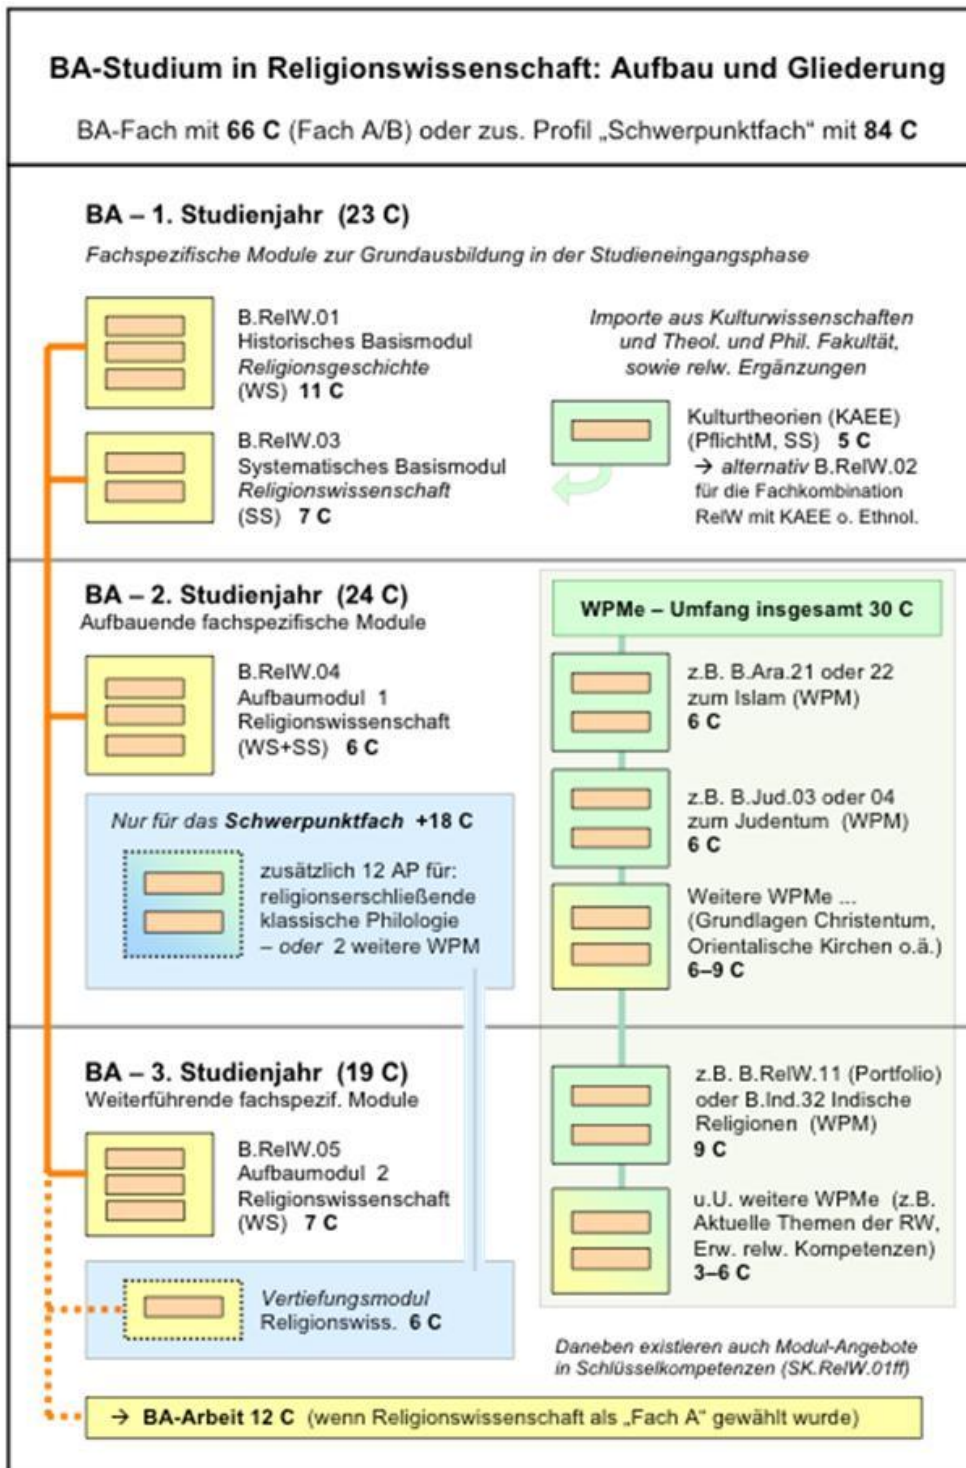 BA-Studium in Religionswissenschaft: Aufbau und Gliederung
BA-Fach mit 66 C (Fach A/B) oder zus. Profil „Schwerpunktfach“ mit 84 C
BA – 1. Studienjahr (23 C)
Fachspezifische Module zur Grundausbildung in der Studieneingangsphase
B.RelW.01
Historisches Basismodul
Religionsgeschichte
(WS) 11 C
B.RelW.03
Systematisches Basismodul
Religionswissenschaft
(SS) 7 C
Importe aus Kulturwissenschaften
und Theol. und Phil. Fakultät,
sowie relw. Ergänzungen
Kulturtheorien (KAEE)
(PflichtM, SS) 5 C
→ alternativ B.RelW.02
für die Fachkombination
RelW mit KAEE o. Ethnol.
BA – 2. Studienjahr (24 C)
Aufbauende fachspezifische Module
B.RelW.04
Aufbaumodul 1
Religionswissenschaft
(WS+SS) 6 C
Nur für das Schwerpunktfach +18 C
zusätzlich 12 AP für:
religionserschließende
klassische Philologie
– oder 2 weitere WPM
WPMe – Umfang insgesamt 30 C
z.B. B.Ara.21 oder 22
zum Islam (WPM)
6 C
z.B. B.Jud.03 oder 04
zum Judentum (WPM)
6 C
Weitere WPMe ...
(Grundlagen Christentum,
Orientalische Kirchen o.ä.)
6–9 C
BA – 3. Studienjahr (19 C)
Weiterführende fachspezif. Module
B.RelW.05
Aufbaumodul 2
Religionswissenschaft
(WS) 7 C
Vertiefungsmodul
Religionswiss. 6 C
z.B. B.RelW.11 (Portfolio)
oder B.Ind.32 Indische
Religionen (WPM)
9 C
u.U. weitere WPMe (z.B.
Aktuelle Themen der RW,
Erw. relw. Kompetenzen)
3–6 C
Daneben existieren auch Modul-Angebote
in Schlüsselkompetenzen (SK.RelW.01ff)
→ BA-Arbeit 12 C (wenn Religionswissenschaft als „Fach A“ gewählt wurde)